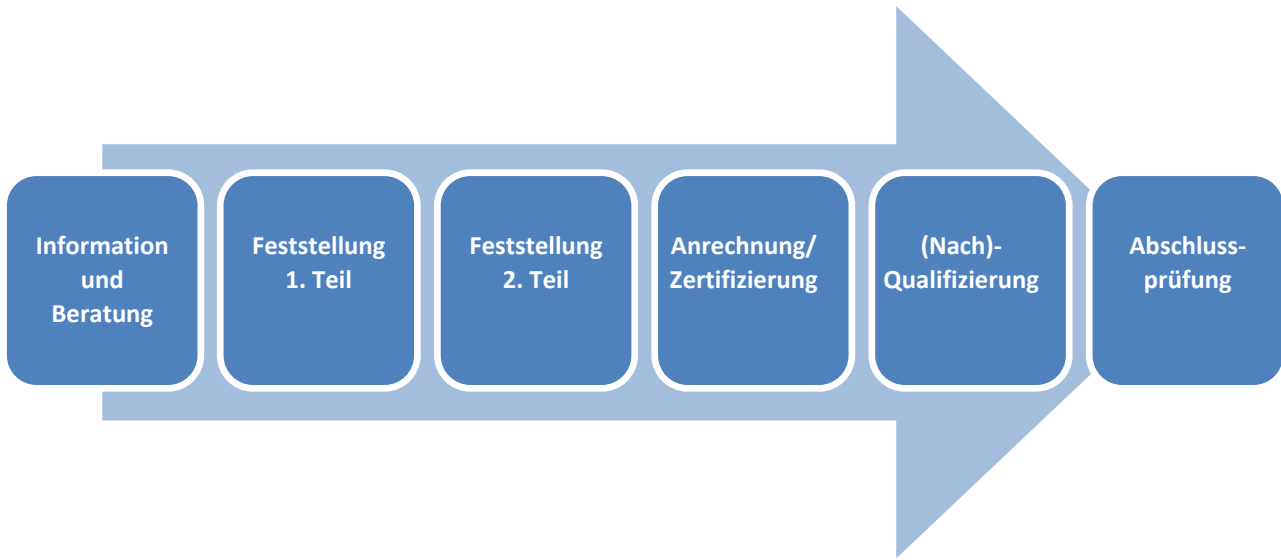 Information
und
Beratung
Feststellung
1. Teil
Feststellung
2. Teil
Anrechnung/
Zertifizierung
(Nach)-
Qualifizierung
Abschluss-
prüfung